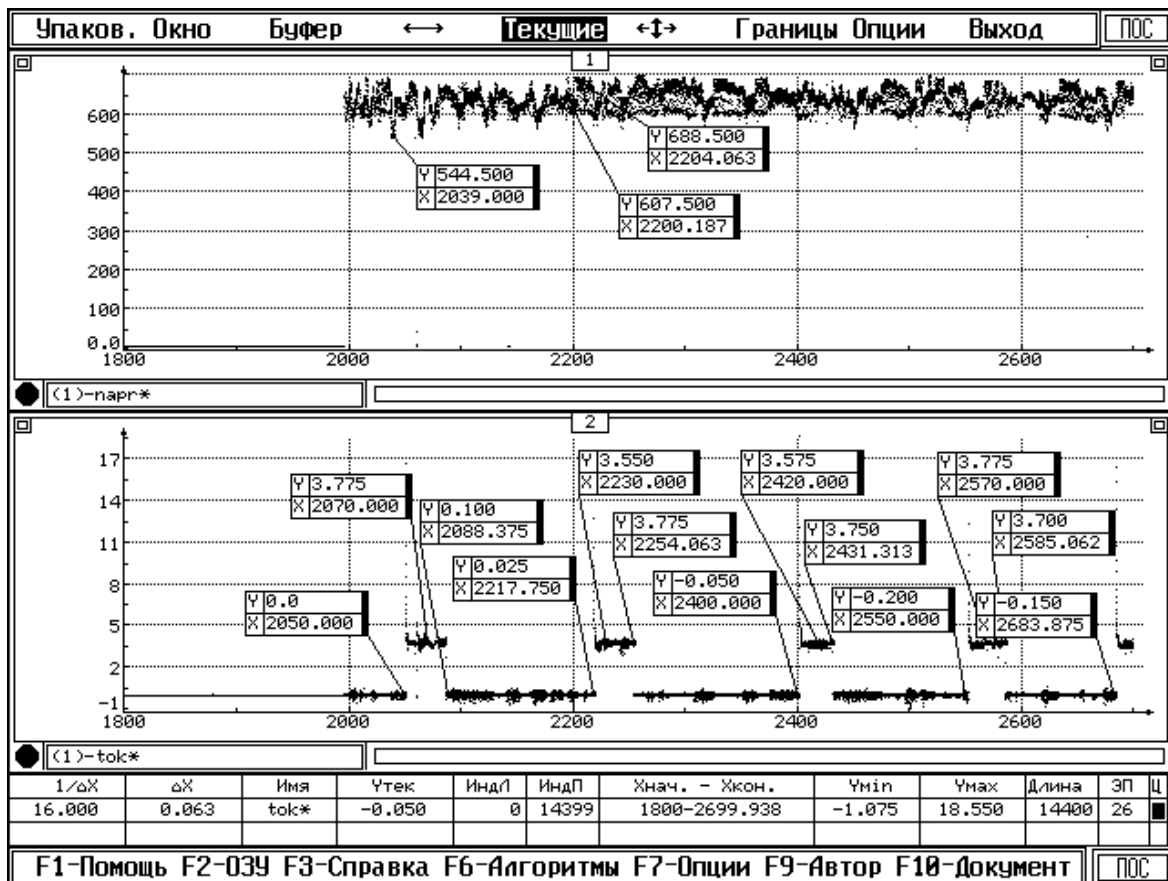 Упаков. Окно Буфер ←→ Текущие ←↕→ Границы Опции Выход ПОС
1
600
500
400
300
200
100
0.0
Y 544.500
X 2039.000
Y 688.500
X 2204.063
Y 607.500
X 2200.187
1800 2000 2200 2400 2600
(1)-napr*
2
17
14
11
8
5
2
-1
Y 3.775
X 2070.000
Y 0.100
X 2088.375
Y 0.0
X 2050.000
Y 0.025
X 2217.750
Y 3.550
X 2230.000
Y 3.775
X 2254.063
Y -0.050
X 2400.000
Y 3.575
X 2420.000
Y 3.750
X 2431.313
Y -0.200
X 2550.000
Y 3.775
X 2570.000
Y 3.700
X 2585.062
Y -0.150
X 2683.875
1800 2000 2200 2400 2600
(1)-tok*
1/△X △X Имя Yтек ИндЛ ИндП Xнач. - Xкон. Ymin Yмах Длина ЭП Ц
16.000 0.063 tok* -0.050 0 14399 1800-2699.938 -1.075 18.550 14400 26
F1-Помощь F2-ОЗУ F3-Справка F6-Алгоритмы F7-Опции F9-Автор F10-Документ ПОС